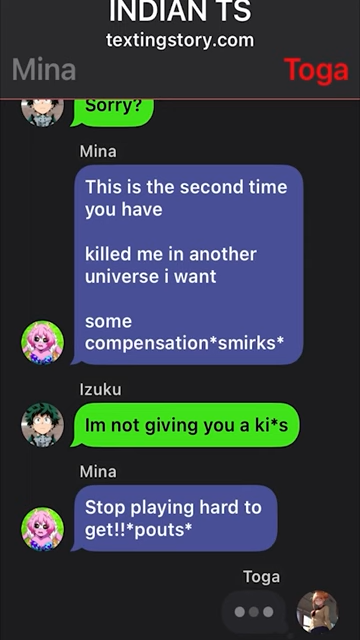 INDIAN TS
textingstory.com
Mina
Toga
Sorry?
Mina
This is the second time
you have
killed me in another
universe i want
some
compensation*smirks*
Izuku
Im not giving you a ki*s
Mina
Stop playing hard to
get!!*pouts*
Toga